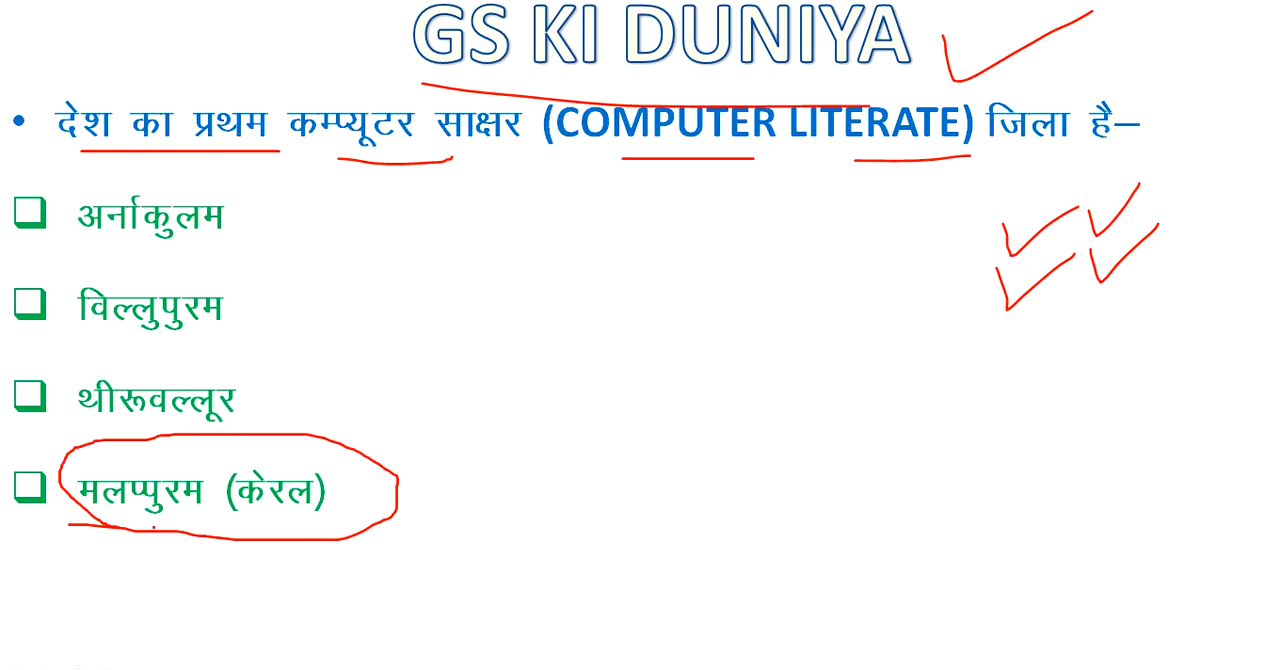 GS KI DUNIYA
• देश का प्रथम कम्प्यूटर साक्षर (COMPUTER LITERATE) जिला है–
❑ अर्नाकुलम
❑ विल्लुपुरम
❑ थीरूवल्लूर
❑ मलप्पुरम (केरल)